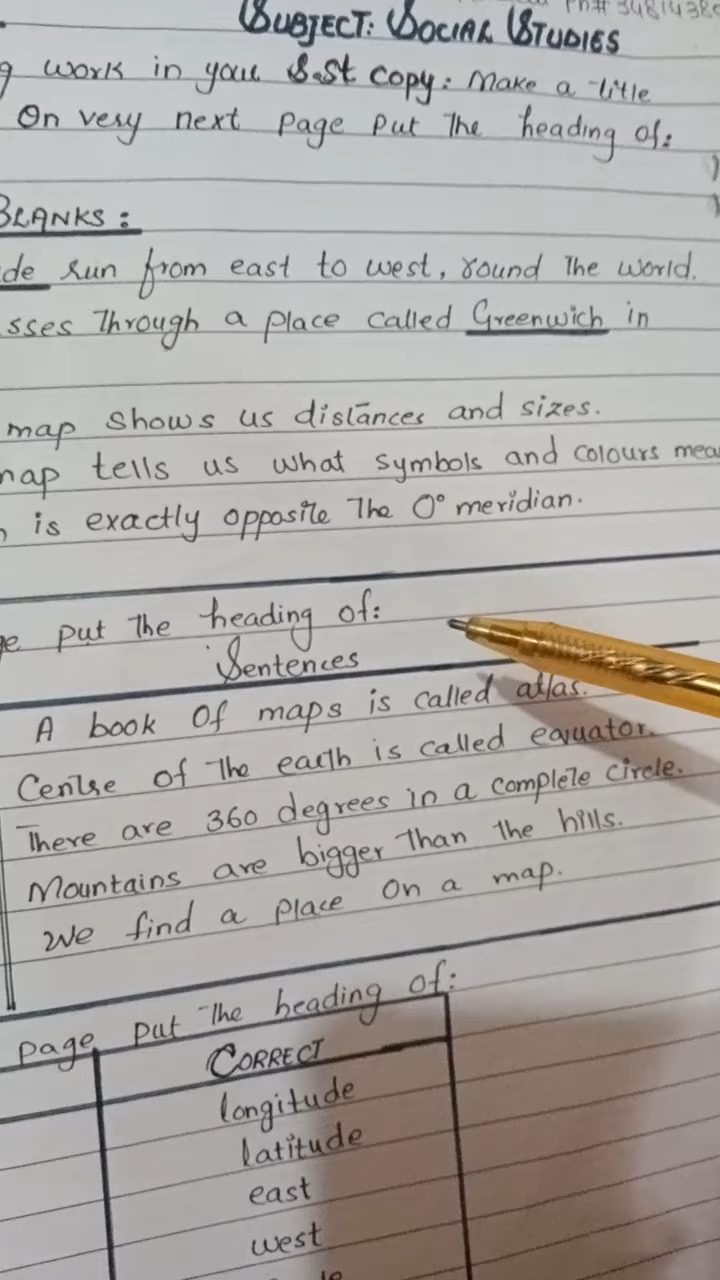 Ph# 3481438
SUBJECT: SOCIAL STUDIES
g work in your S.St copy: Make a title
On very next page put the heading of:
BLANKS:
de run from east to west, round the world.
sses through a place called Greenwich in
map shows us distances and sizes.
map tells us what symbols and colours mea
is exactly opposite the 0° meridian.
ge put the heading of:
Sentences
A book of maps is called atlas.
Centre of the earth is called equator.
There are 360 degrees in a complete circle.
Mountains are bigger than the hills.
We find a place on a map.
page put the heading of:
CORRECT
longitude
latitude
east
west